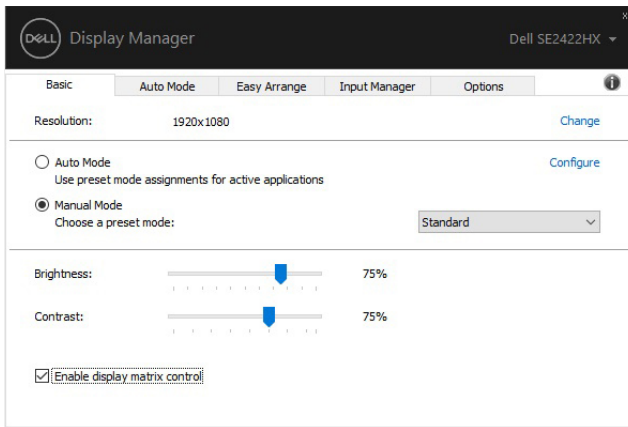 DELL Display Manager
Dell SE2422HX
x
Basic Auto Mode Easy Arrange Input Manager Options i
Resolution: 1920x1080 Change
Auto Mode Configure
Use preset mode assignments for active applications
Manual Mode
Choose a preset mode: Standard
Brightness: 75%
Contrast: 75%
Enable display matrix control